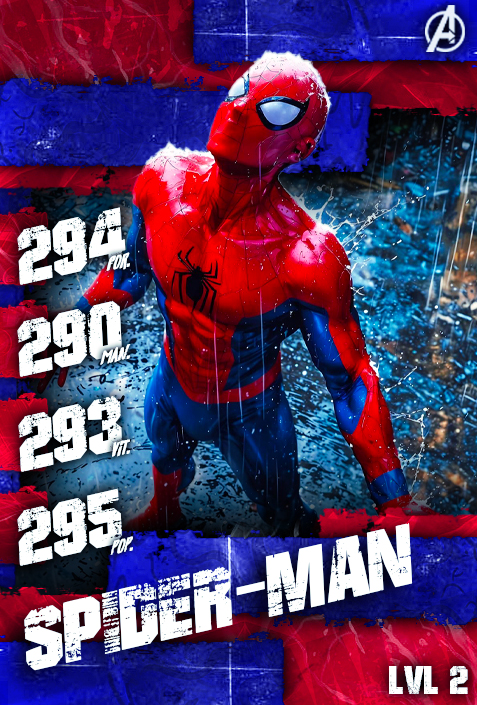 294
FOR.
290
MAN.
293
VIT.
295
POP.
SPIDER-MAN
LVL 2